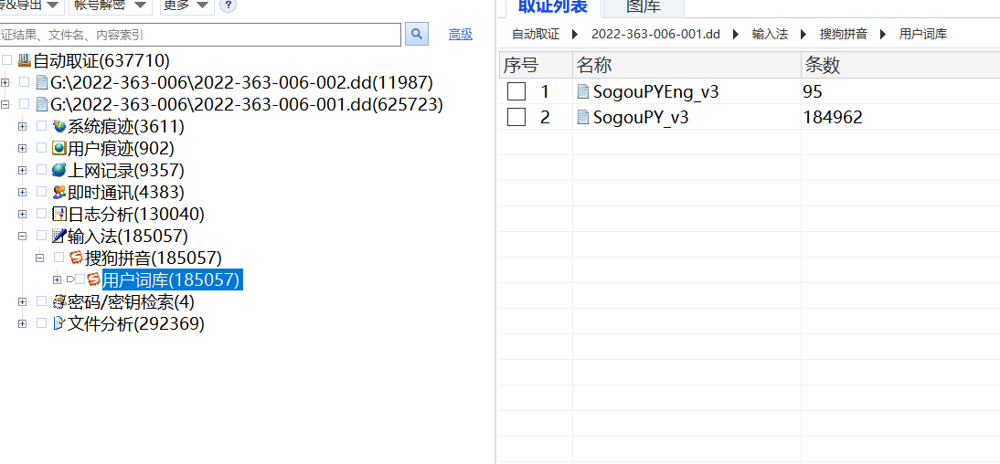 &导出 帐号解密 更多 ?
证结果、文件名、内容索引 高级
自动取证(637710)
G:\2022-363-006\2022-363-006-002.dd(11987)
G:\2022-363-006\2022-363-006-001.dd(625723)
系统痕迹(3611)
用户痕迹(902)
上网记录(9357)
即时通讯(4383)
日志分析(130040)
输入法(185057)
搜狗拼音(185057)
用户词库(185057)
密码/密钥检索(4)
文件分析(292369)
取证列表 图库
自动取证 2022-363-006-001.dd 输入法 搜狗拼音 用户词库
序号 名称 条数
1 SogouPYEng_v3 95
2 SogouPY_v3 184962